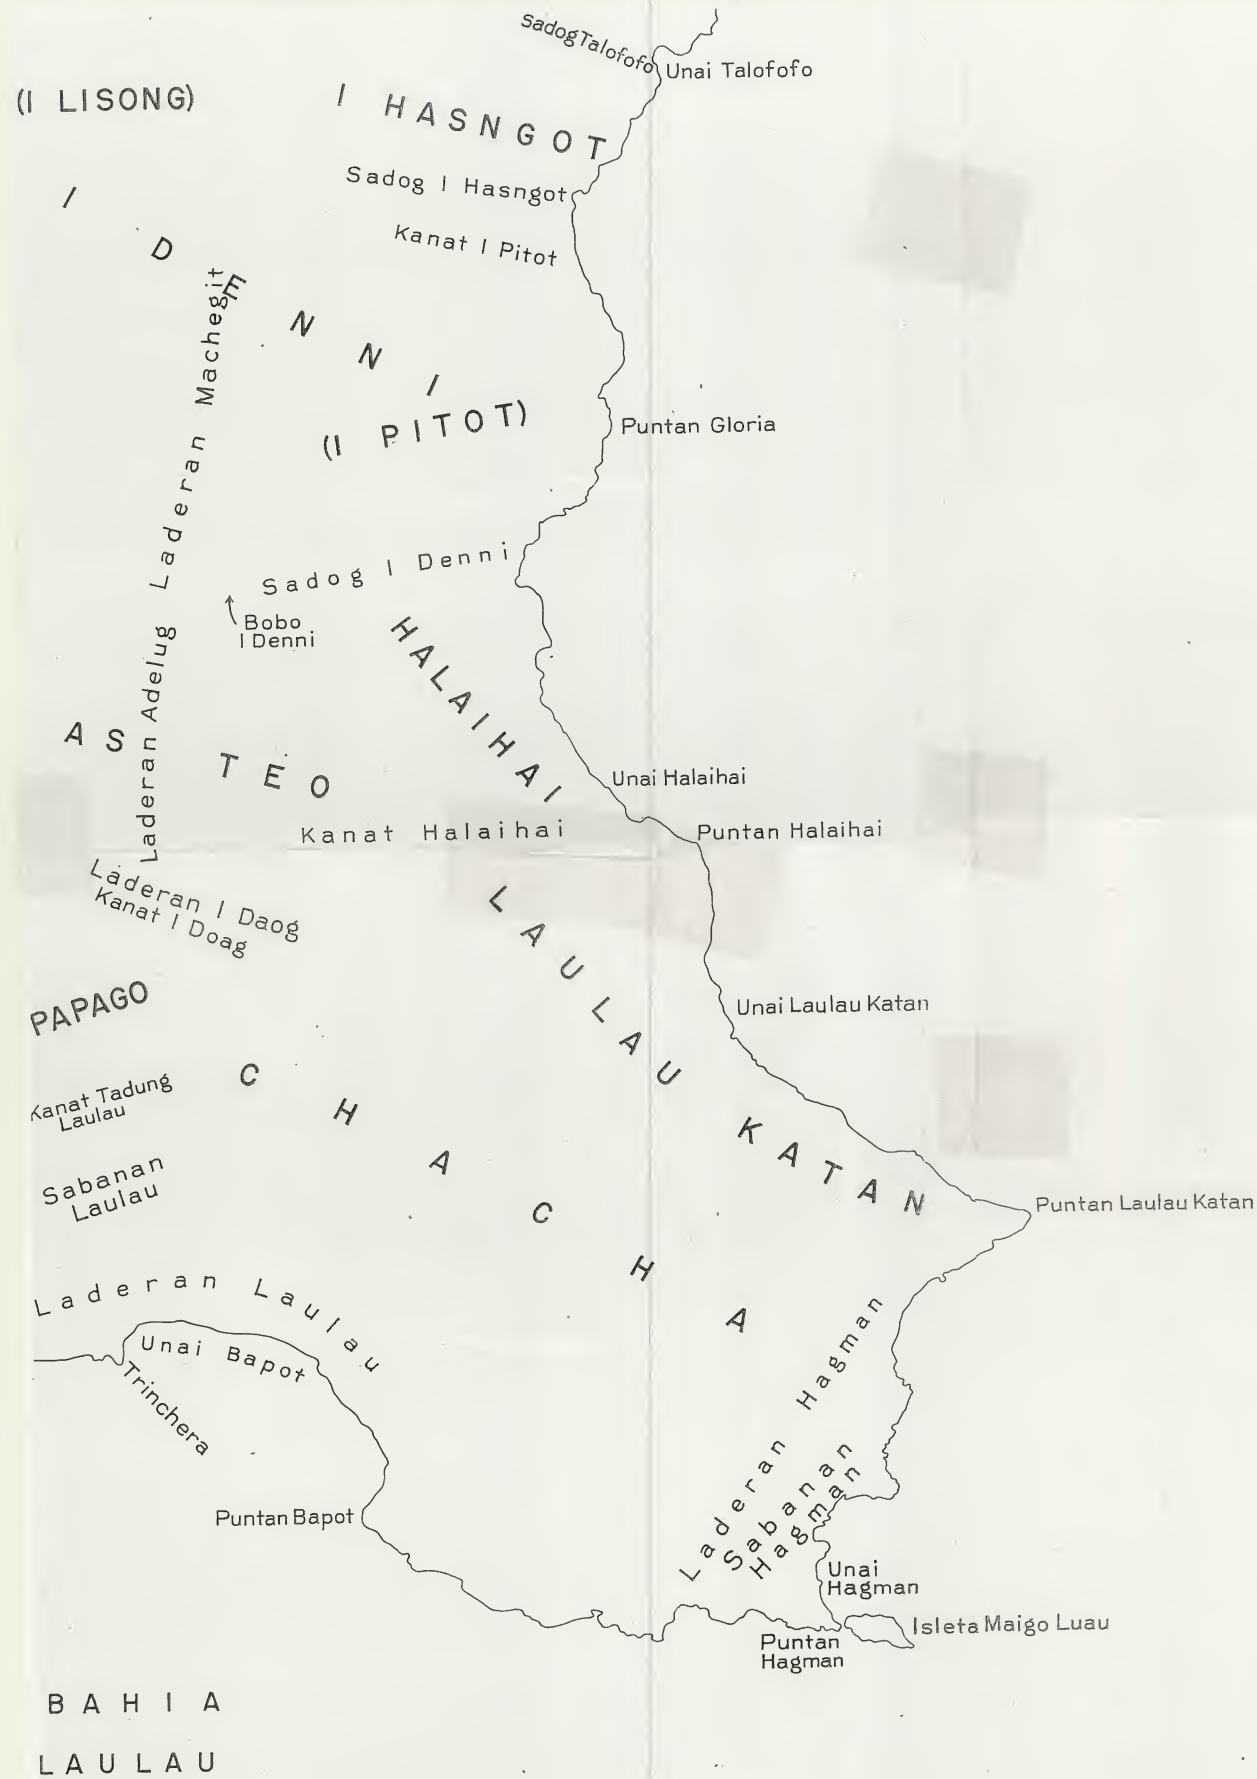 Sadog Talofofo
Unai Talofofo
(I LISONG)
I HASNGOT
Sadog I Hasngot
Kanat I Pitot
I DENNI
Laderan Machegit
(I PITOT)
Puntan Gloria
Sadog I Denni
Bobo
I Denni
HALAIHAI
Laderan Adelug
AS TEO
Unai Halaihai
Kanat Halaihai
Puntan Halaihai
Laderan I Daog
Kanat I Doag
LAULAU KATAN
PAPAGO
Unai Laulau Katan
Kanat Tadung
Laulau
CHACHA
Sabanan
Laulau
Puntan Laulau Katan
Laderan Laulau
Unai Bapot
Trinchera
Laderan Hagman
Sabanan
Hagman
Puntan Bapot
Unai
Hagman
Isleta Maigo Luau
Puntan
Hagman
BAHIA
LAULAU